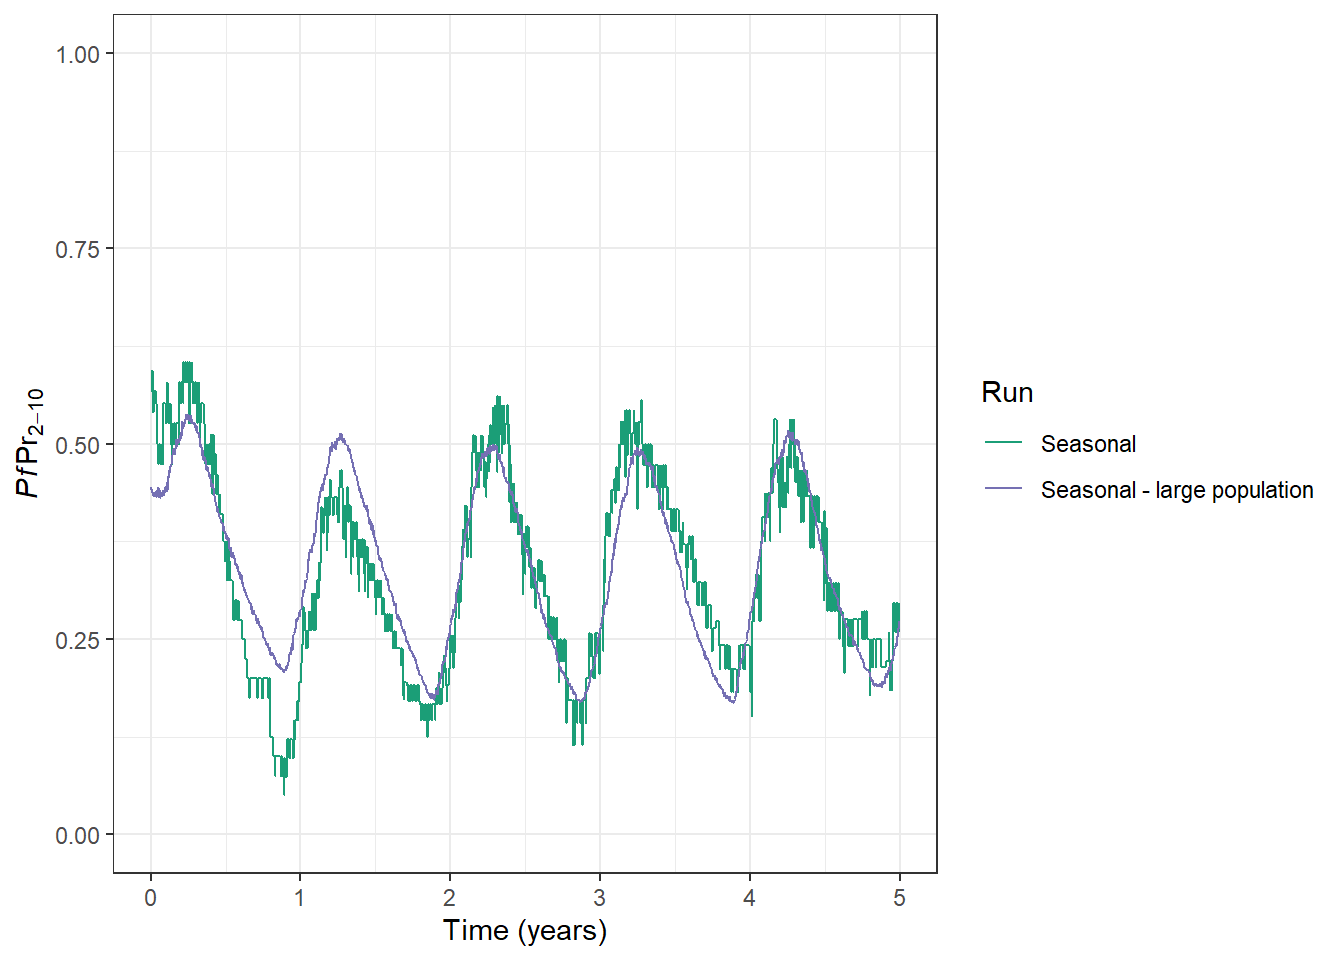 1.00
0.75
0.50
0.25
0.00
PfPr2−10
0 1 2 3 4 5
Time (years)
Run
Seasonal
Seasonal - large population